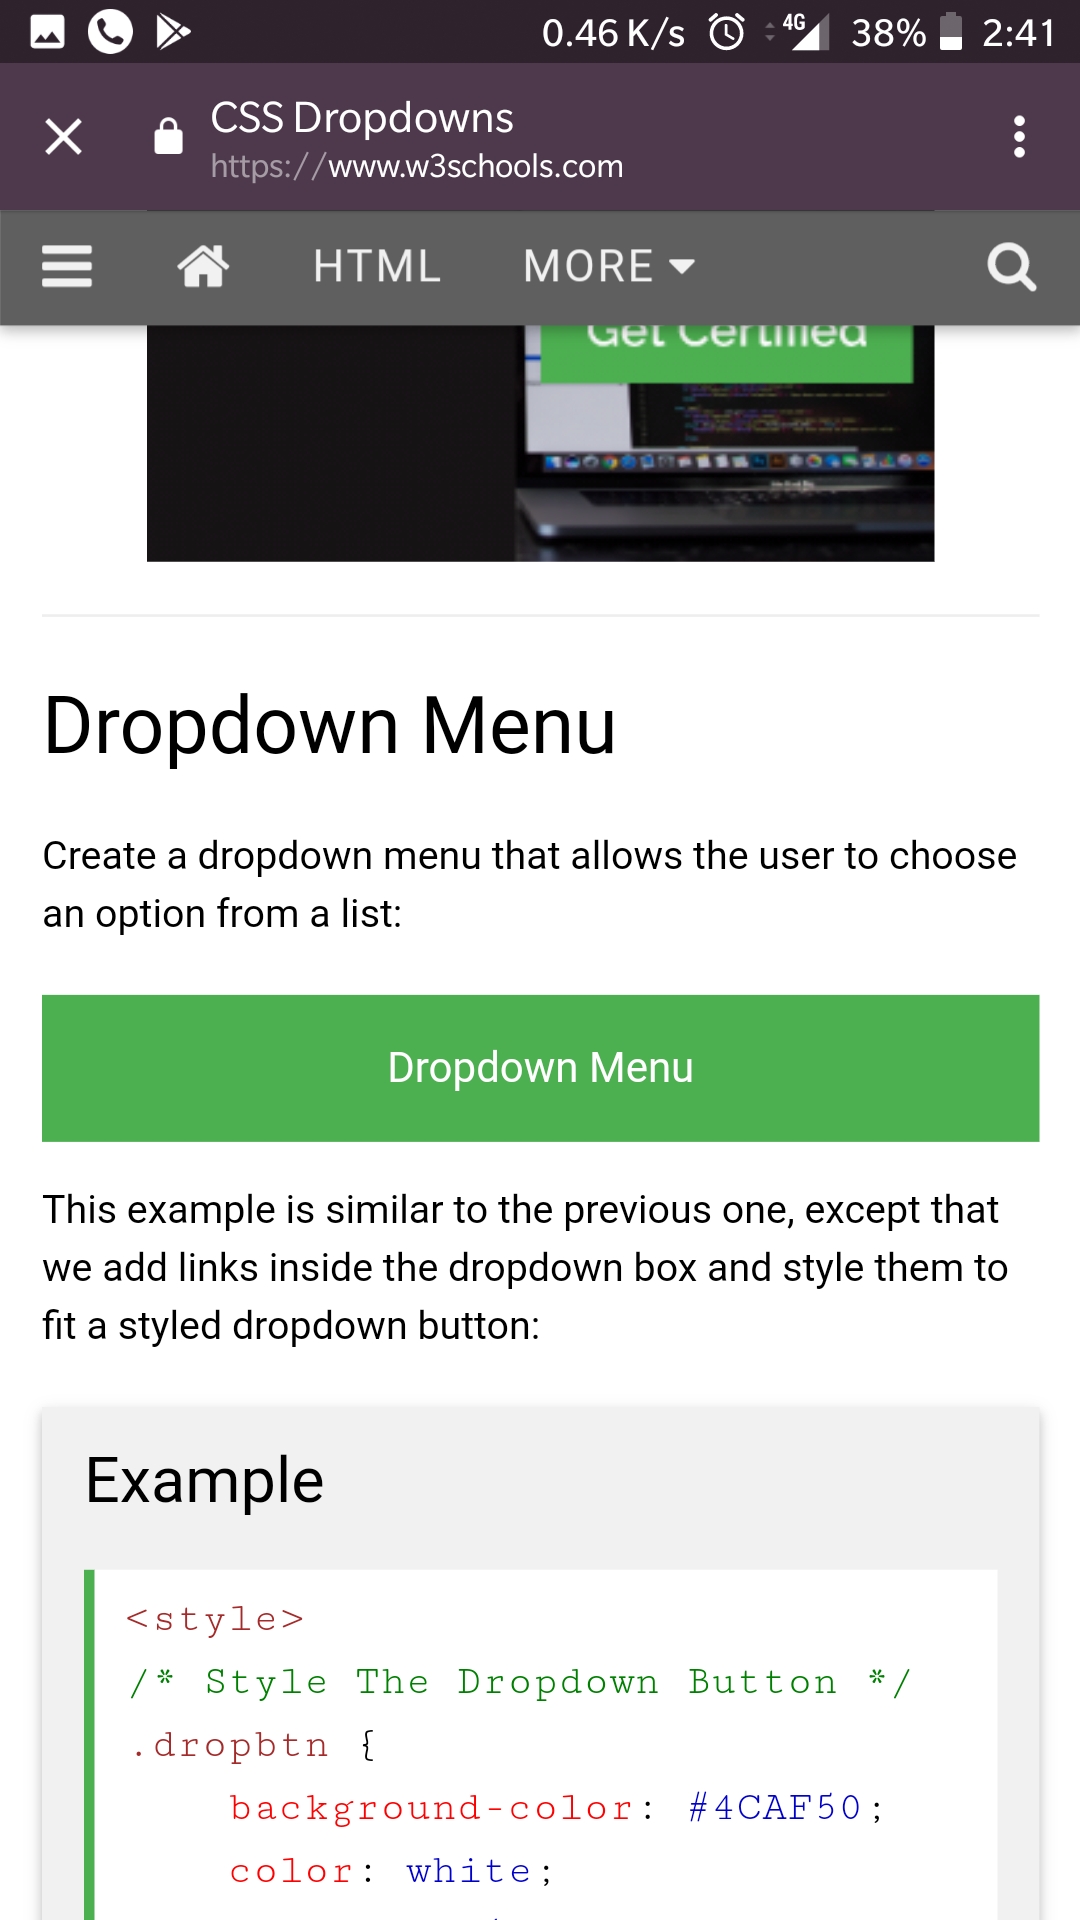 0.46 K/s 4G 38% 2:41
CSS Dropdowns
https://www.w3schools.com
HTML MORE
Get Certified
Dropdown Menu
Create a dropdown menu that allows the user to choose
an option from a list:
Dropdown Menu
This example is similar to the previous one, except that
we add links inside the dropdown box and style them to
fit a styled dropdown button:
Example
<style>
/* Style The Dropdown Button */
.dropbtn {
background-color: #4CAF50;
color: white;